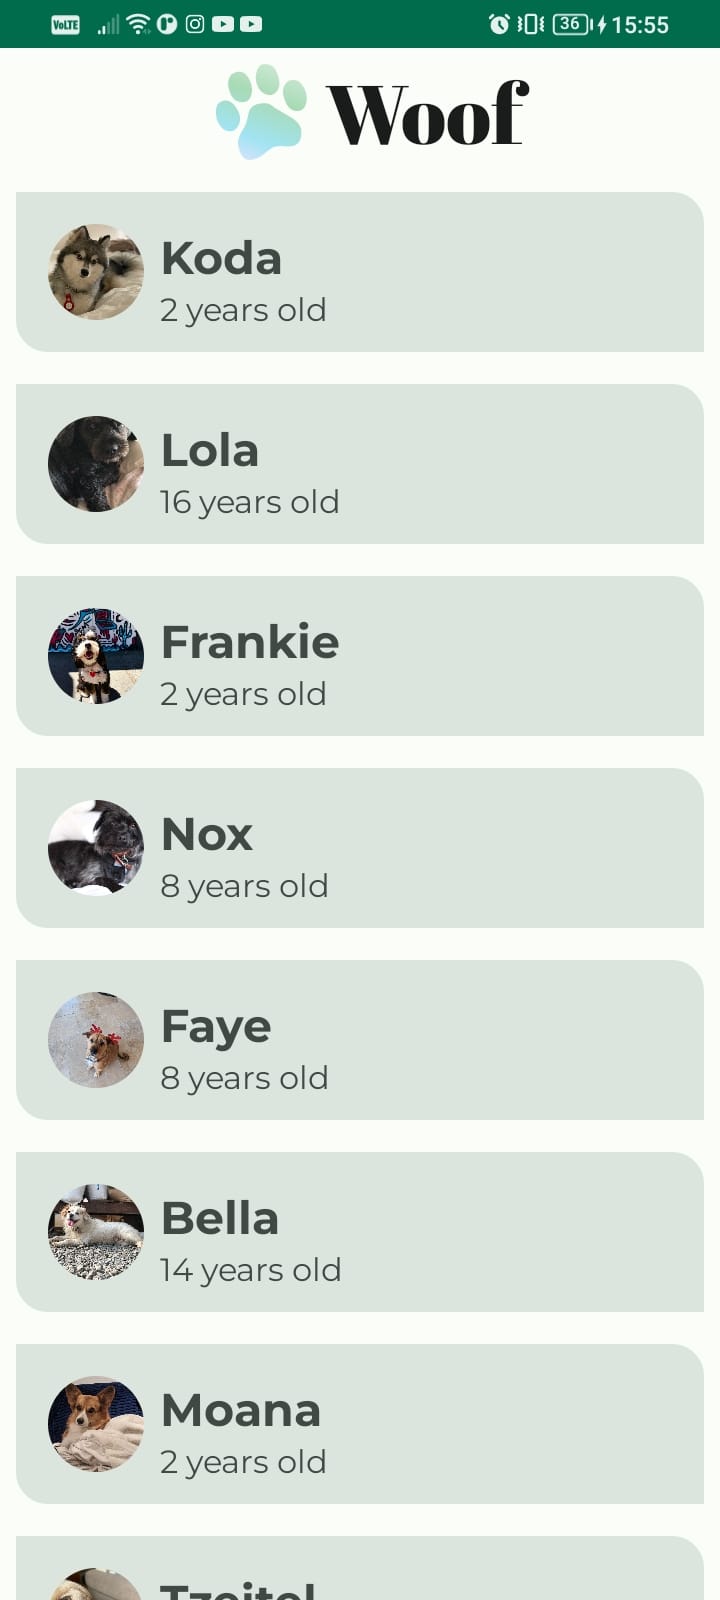 VoLTE 36 15:55
Woof
Koda
2 years old
Lola
16 years old
Frankie
2 years old
Nox
8 years old
Faye
8 years old
Bella
14 years old
Moana
2 years old
Tzeitel